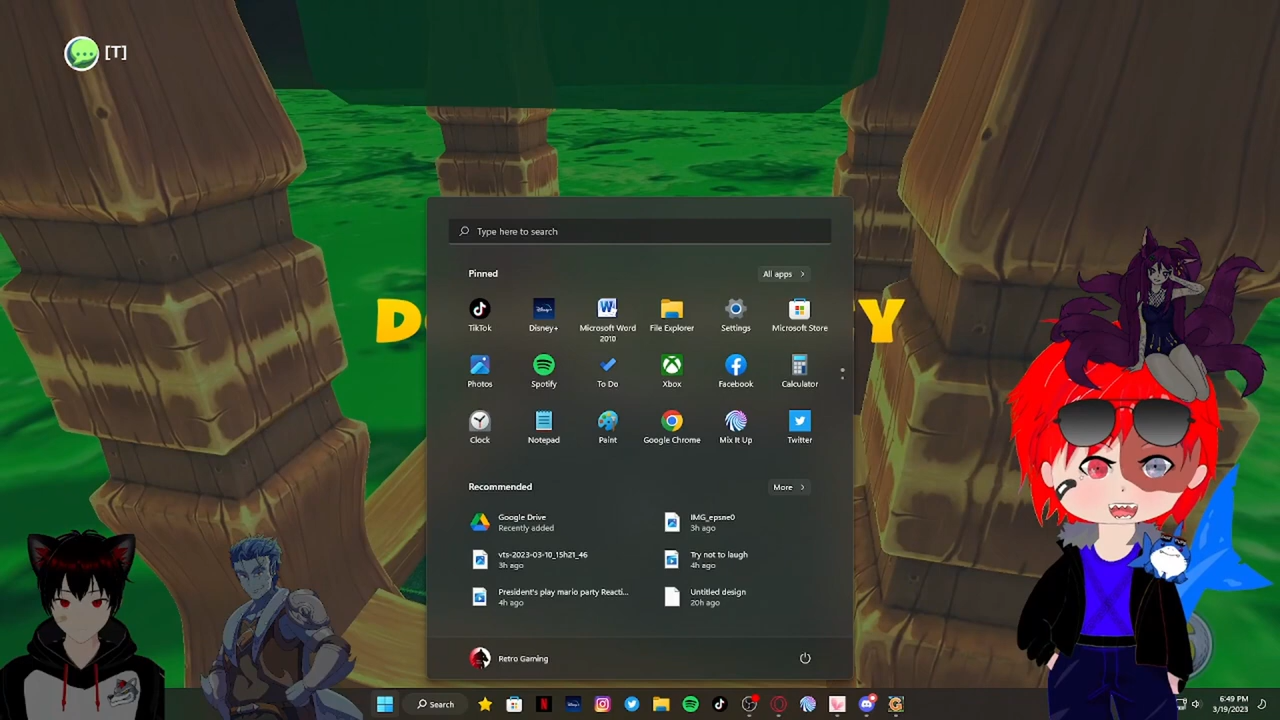 [T]
Type here to search
Pinned
All apps
TikTok
Disney+
Microsoft Word
2010
File Explorer
Settings
Microsoft Store
Photos
Spotify
To Do
Xbox
Facebook
Calculator
Clock
Notepad
Paint
Google Chrome
Mix It Up
Twitter
Recommended
More
Google Drive
Recently added
IMG_epsne0
3h ago
vts-2023-03-10_15h21_46
3h ago
Try not to laugh
4h ago
President's play mario party Reacti...
4h ago
Untitled design
20h ago
Retro Gaming
Search
6:49 PM
3/19/2023